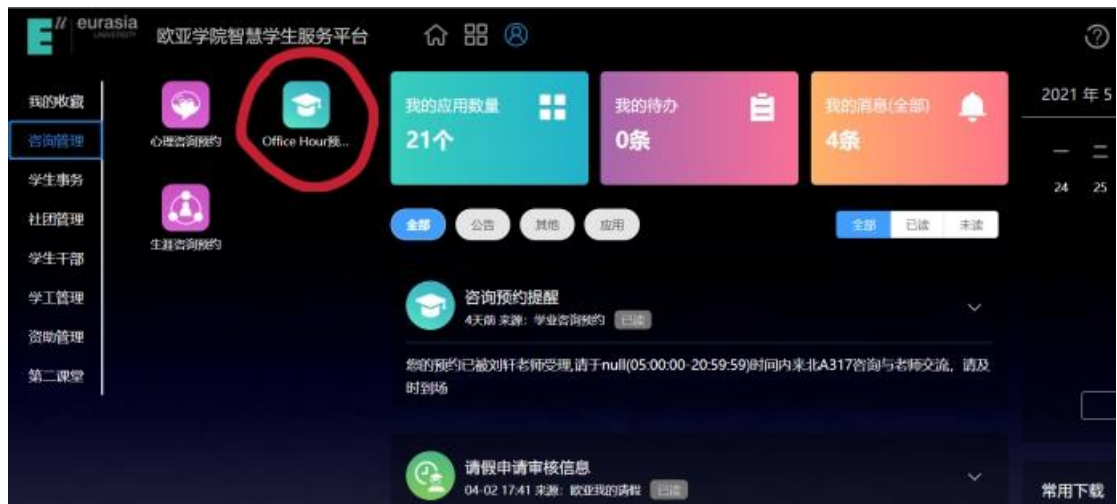 eurasia
UNIVERSITY
欧亚学院智慧学生服务平台
我的收藏
咨询管理
学生事务
社团管理
学生干部
学工管理
资助管理
第二课堂
心理咨询预约
Office Hour预...
生涯咨询预约
我的应用数量
21个
我的待办
0条
我的消息(全部)
4条
全部
公告
其他
应用
全部
已读
未读
咨询预约提醒
4天前 来源: 学业咨询预约 已读
您的预约已被刘轩老师受理,请于null(05:00:00-20:59:59)时间内来北A317咨询与老师交流, 请及
时到场
请假申请审核信息
04-02 17:41 来源: 欧亚我的请假 已读
2021 年 5
一 二
24 25
常用下载